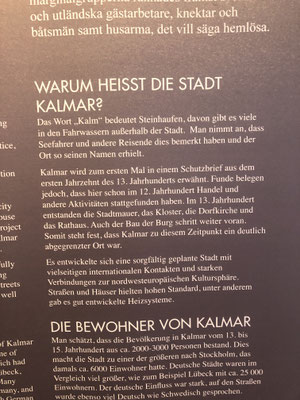 och utländska gästarbetare, knektar och
båtsmän samt husarna, det vill säga hemlösa.
WARUM HEISST DIE STADT
KALMAR?
Das Wort „Kalm" bedeutet Steinhaufen, davon gibt es viele
in den Fahrwassern außerhalb der Stadt. Man nimmt an, dass
Seefahrer und andere Reisende dies bemerkt haben und der
Ort so seinen Namen erhielt.
Kalmar wird zum ersten Mal in einem Schutzbrief aus dem
ersten Jahrzehnt des 13. Jahrhunderts erwähnt. Funde belegen
jedoch, dass hier schon im 12. Jahrhundert Handel und
andere Aktivitäten stattgefunden haben. Im 13. Jahrhundert
entstanden die Stadtmauer, das Kloster, die Dorfkirche und
das Rathaus. Auch der Bau der Burg schritt weiter voran.
Somit steht fest, dass Kalmar zu diesem Zeitpunkt ein deutlich
abgegrenzter Ort war.
Es entwickelte sich eine sorgfältig geplante Stadt mit
vielseitigen internationalen Kontakten und starken
Verbindungen zur nordwesteuropäischen Kultursphäre.
Straßen und Häuser hielten hohen Standard, unter anderem
gab es gut entwickelte Heizsysteme.
DIE BEWOHNER VON KALMAR
Man schätzt, dass die Bevölkerung in Kalmar vom 13. bis
15. Jahrhundert aus ca. 2000-3000 Personen bestand. Dies
macht die Stadt zu einer der größeren nach Stockholm, das
damals ca. 6000 Einwohner hatte. Deutsche Städte waren im
Vergleich viel größer, wie zum Beispiel Lübeck mit ca. 25 000
Einwohnern. Der deutsche Einfluss war stark, auf den Straßen
wurde ebenso viel Deutsch wie Schwedisch gesprochen.